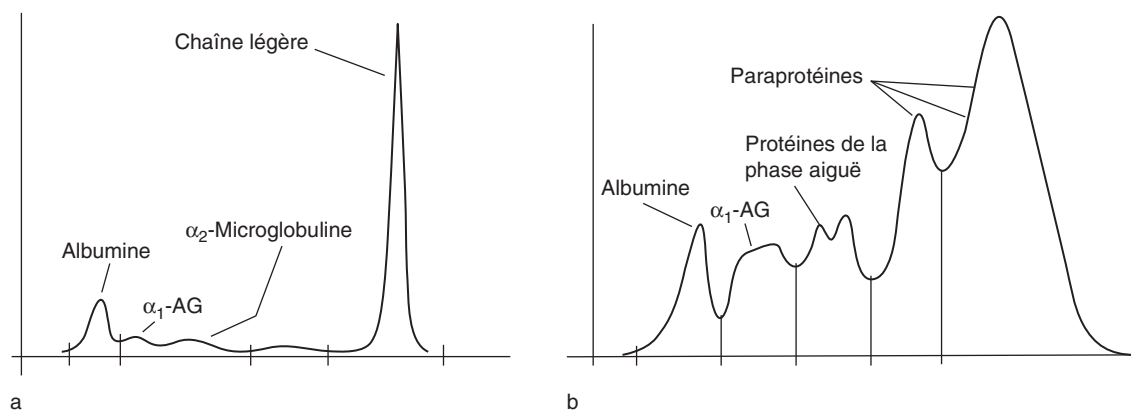 Chaîne légère
α2-Microglobuline
Albumine
α1-AG
a
Paraprotéines
Protéines de la
phase aiguë
Albumine
α1-AG
b